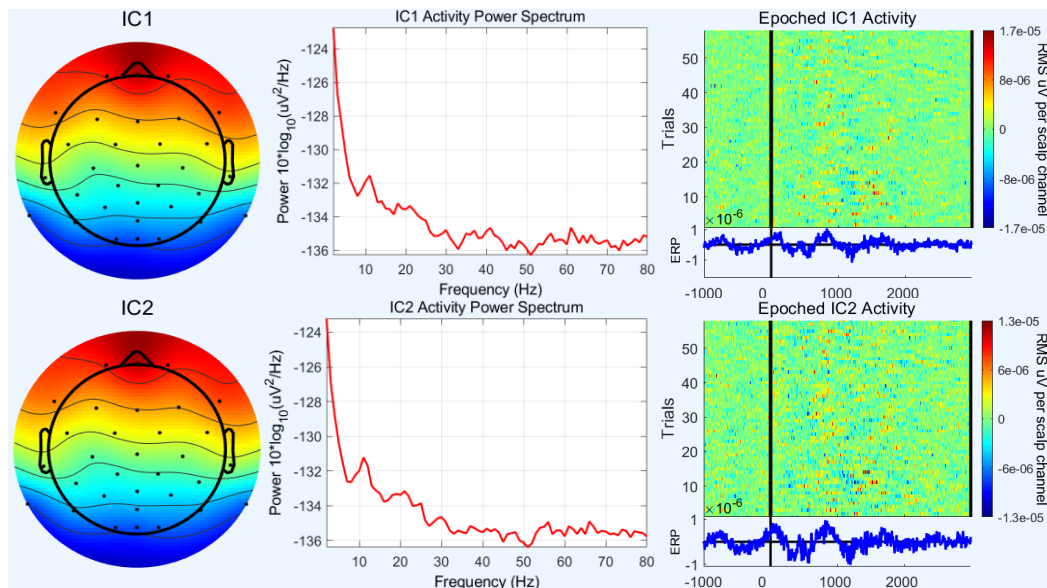 IC1
IC1 Activity Power Spectrum
-124
-126
-129
-132
-133
-134
-136
10 20 30 40 50 60 70 80
Frequency (Hz)
Power 10*log10(uV2/Hz)
Epoched IC1 Activity
50
40
30
20
10
Trials
×10-6
1
-1
ERP
-1000 0 1000 2000
1.7e-05
8e-06
0
-8e-06
-1.7e-05
RMS uV per scalp channel
IC2
IC2 Activity Power Spectrum
-124
-128
-130
-132
-134
-136
10 20 30 40 50 60 70 80
Frequency (Hz)
Power 10*log10(uV2/Hz)
Epoched IC2 Activity
50
40
30
20
10
Trials
×10-6
1
-1
ERP
-1000 0 1000 2000
1.3e-05
6e-06
0
-6e-06
-1.3e-05
RMS uV per scalp channel